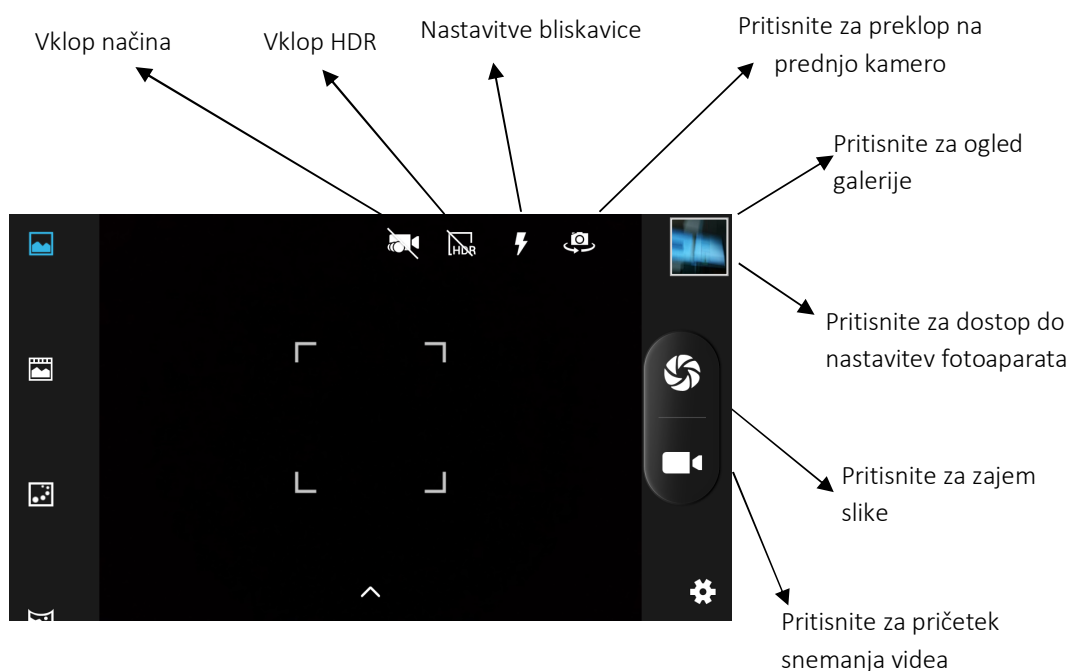 Vklop načina
Vklop HDR
Nastavitve bliskavice
Pritisnite za preklop na
prednjo kamero
Pritisnite za ogled
galerije
HDR
Pritisnite za dostop do
nastavitev fotoaparata
Pritisnite za zajem
slike
Pritisnite za pričetek
snemanja videa